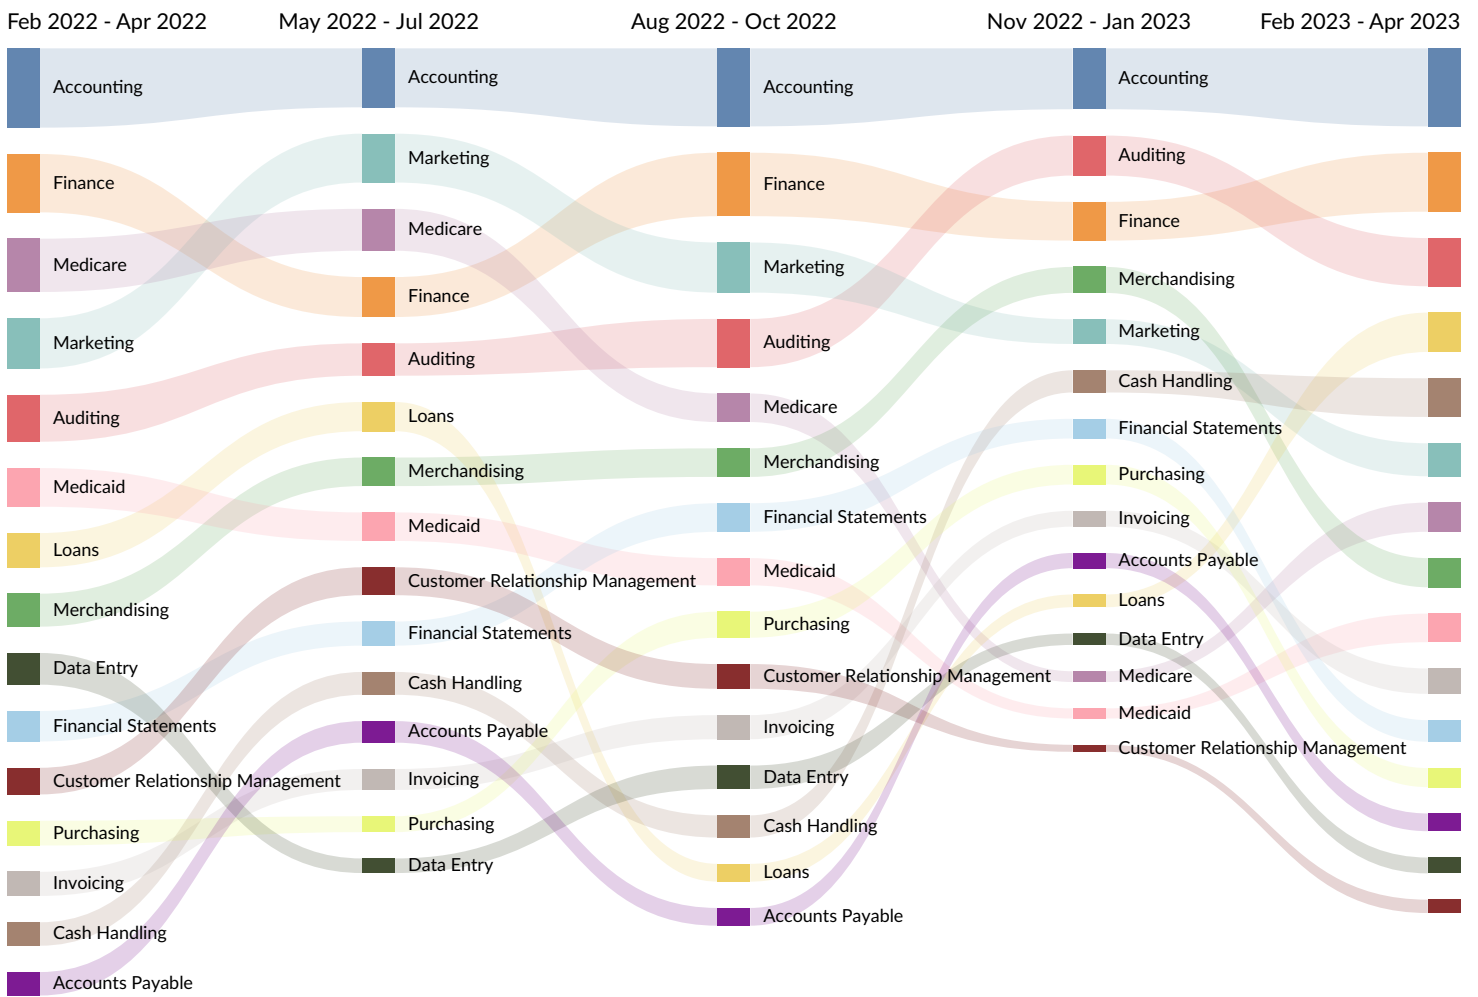 Feb 2022 - Apr 2022
May 2022 - Jul 2022
Aug 2022 - Oct 2022
Nov 2022 - Jan 2023
Feb 2023 - Apr 2023
Accounting
Finance
Medicare
Marketing
Auditing
Medicaid
Loans
Merchandising
Data Entry
Financial Statements
Customer Relationship Management
Purchasing
Invoicing
Cash Handling
Accounts Payable
Accounting
Marketing
Medicare
Finance
Auditing
Loans
Merchandising
Medicaid
Customer Relationship Management
Financial Statements
Cash Handling
Accounts Payable
Invoicing
Purchasing
Data Entry
Accounting
Finance
Marketing
Auditing
Medicare
Merchandising
Financial Statements
Medicaid
Purchasing
Customer Relationship Management
Invoicing
Data Entry
Cash Handling
Loans
Accounts Payable
Accounting
Auditing
Finance
Merchandising
Marketing
Cash Handling
Financial Statements
Purchasing
Invoicing
Accounts Payable
Loans
Data Entry
Medicare
Medicaid
Customer Relationship Management